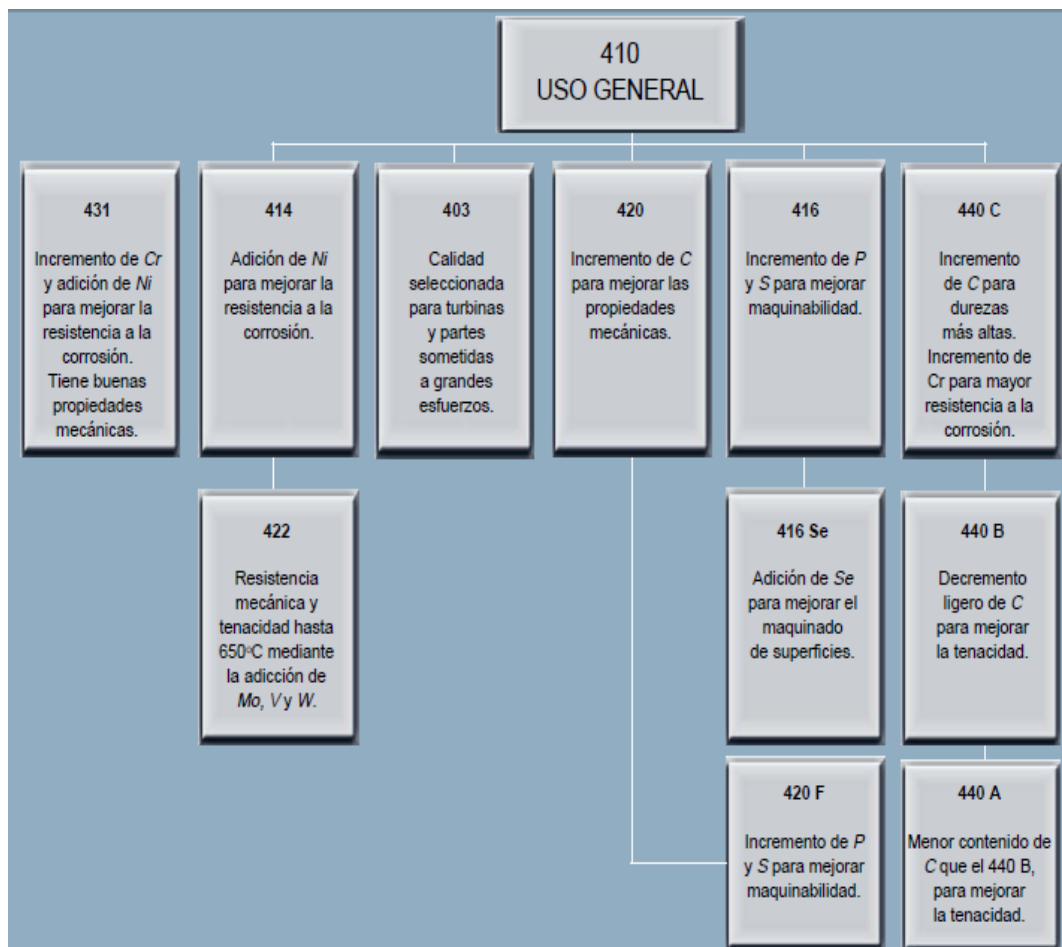 410
USO GENERAL
431
Incremento de Cr
y adición de Ni
para mejorar la
resistencia a la
corrosión.
Tiene buenas
propiedades
mecánicas.
414
Adición de Ni
para mejorar la
resistencia a la
corrosión.
403
Calidad
seleccionada
para turbinas
y partes
sometidas
a grandes
esfuerzos.
420
Incremento de C
para mejorar las
propiedades
mecánicas.
416
Incremento de P
y S para mejorar
maquinabilidad.
440 C
Incremento
de C para
durezas
más altas.
Incremento de
Cr para mayor
resistencia a la
corrosión.
422
Resistencia
mecánica y
tenacidad hasta
650ºC mediante
la adicción de
Mo, V y W.
416 Se
Adición de Se
para mejorar el
maquinado
de superficies.
440 B
Decremento
ligero de C
para mejorar
la tenacidad.
420 F
Incremento de P
y S para mejorar
maquinabilidad.
440 A
Menor contenido de
C que el 440 B,
para mejorar
la tenacidad.